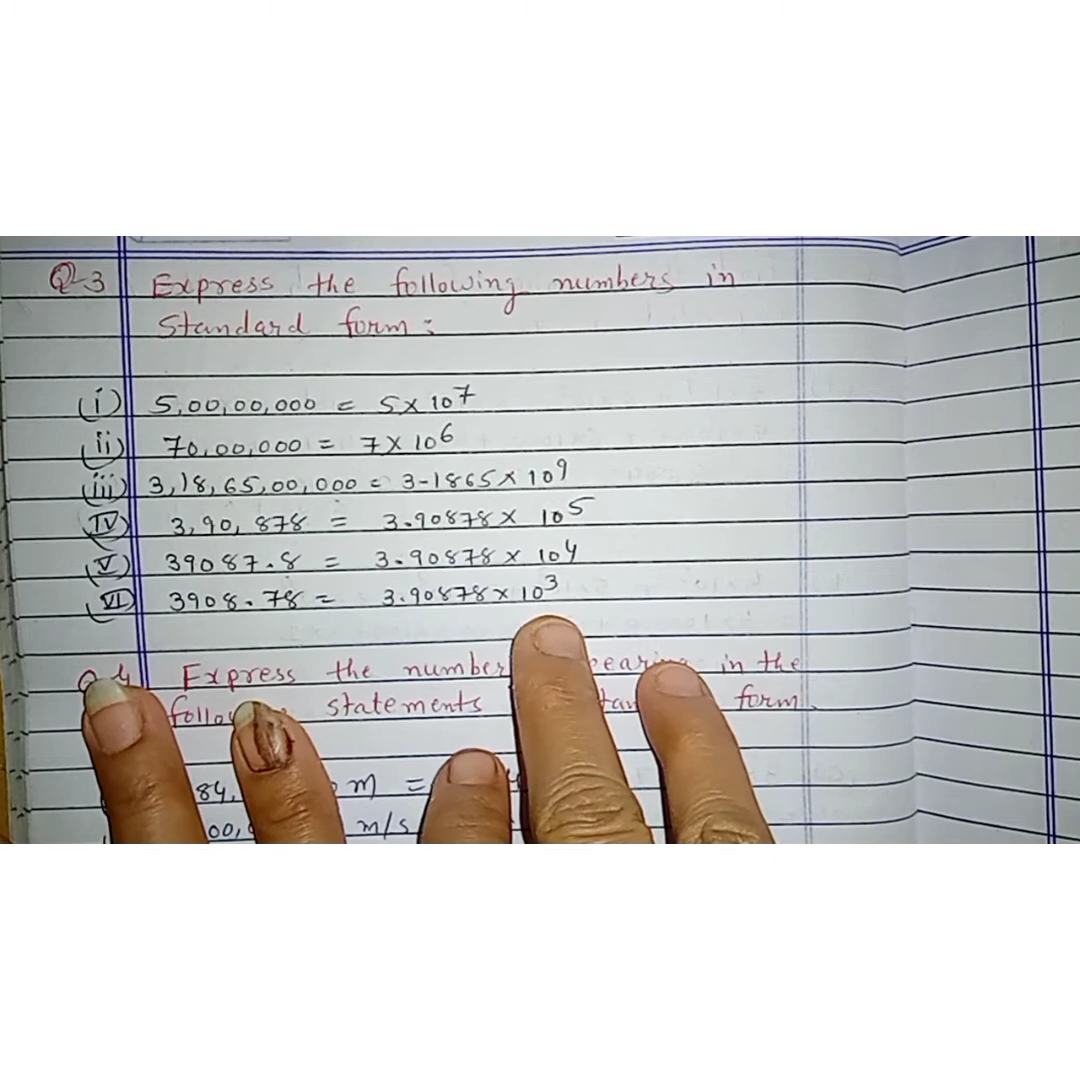 Q-3 Express the following numbers in
Standard form :
(i) 5,00,00,000 = 5×10⁷
(ii) 70,00,000 = 7×10⁶
(iii) 3,18,65,00,000 = 3-1865×10⁹
(IV) 3,90,878 = 3.90878×10⁵
(V) 39087.8 = 3.90878×10⁴
(VI) 3908.78 = 3.90878×10³
Express the number in the
statements form.
84, m =
00, m/s